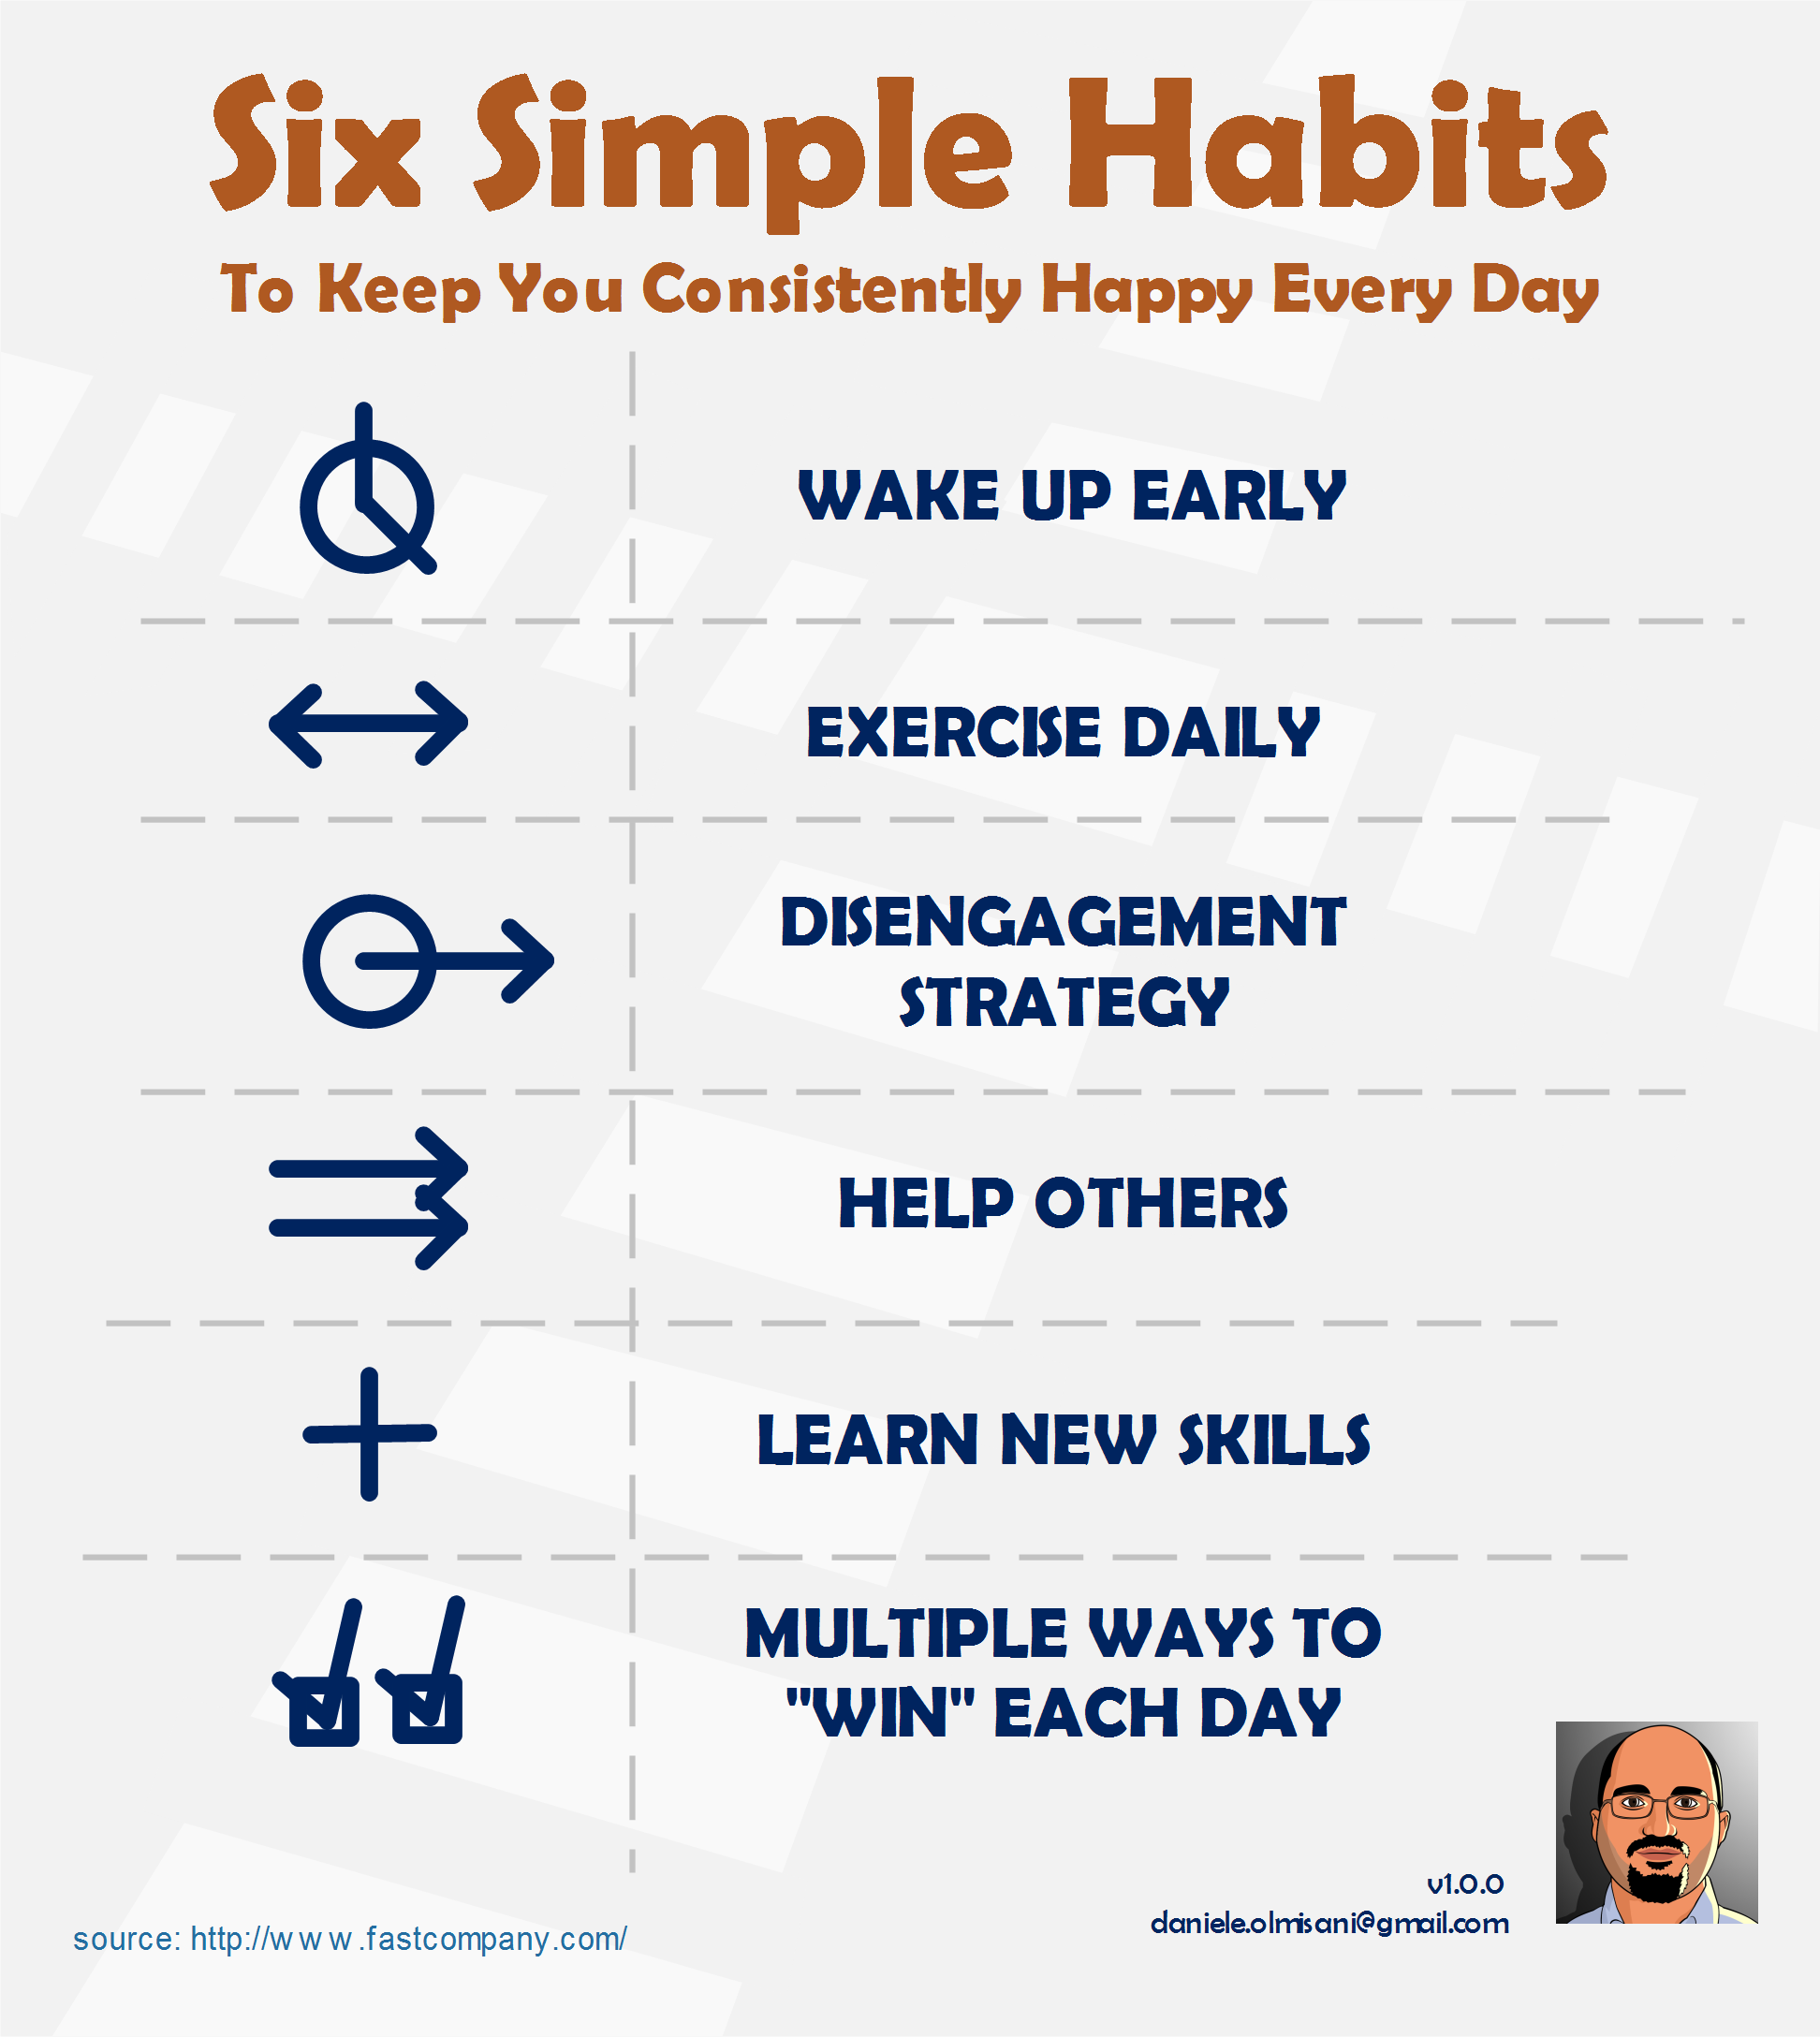 Six Simple Habits
To Keep You Consistently Happy Every Day
WAKE UP EARLY
EXERCISE DAILY
DISENGAGEMENT
STRATEGY
HELP OTHERS
LEARN NEW SKILLS
MULTIPLE WAYS TO
"WIN" EACH DAY
v1.0.0
daniele.olmisani@gmail.com
source: http://www.fastcompany.com/